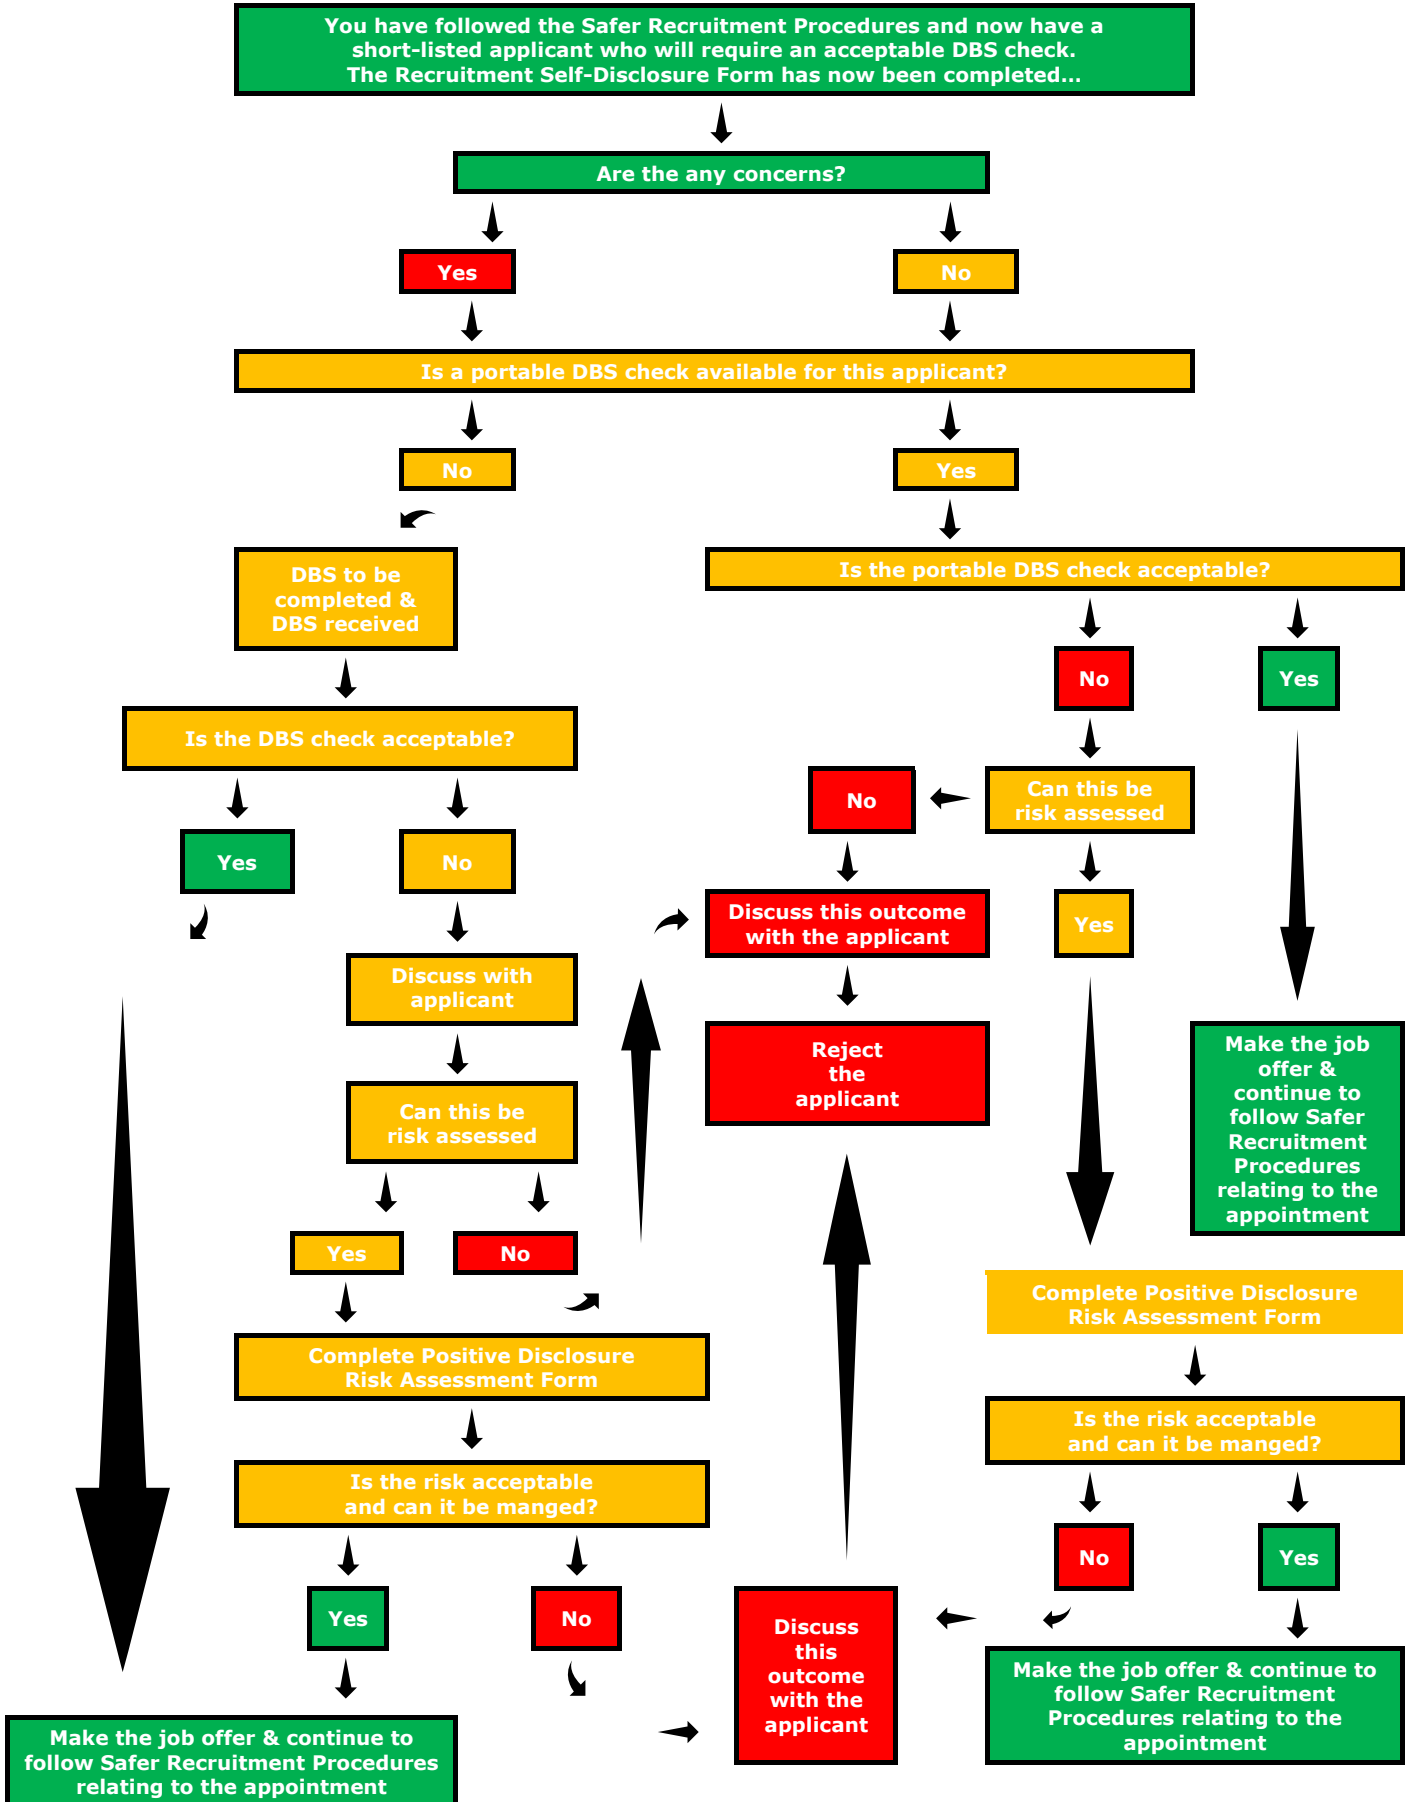 You have followed the Safer Recruitment Procedures and now have a
short-listed applicant who will require an acceptable DBS check.
The Recruitment Self-Disclosure Form has now been completed...
Are the any concerns?
Yes
No
Is a portable DBS check available for this applicant?
No
Yes
DBS to be
completed &
DBS received
Is the portable DBS check acceptable?
No
Yes
Is the DBS check acceptable?
Can this be
risk assessed
No
Yes
No
Discuss this outcome
with the applicant
Yes
Discuss with
applicant
Reject
the
applicant
Make the job
offer &
continue to
follow Safer
Recruitment
Procedures
relating to the
appointment
Can this be
risk assessed
Yes
No
Complete Positive Disclosure
Risk Assessment Form
Complete Positive Disclosure
Risk Assessment Form
Is the risk acceptable
and can it be manged?
Is the risk acceptable
and can it be manged?
No
Yes
Yes
No
Discuss
this
outcome
with the
applicant
Make the job offer & continue to
follow Safer Recruitment
Procedures relating to the
appointment
Make the job offer & continue to
follow Safer Recruitment Procedures
relating to the appointment